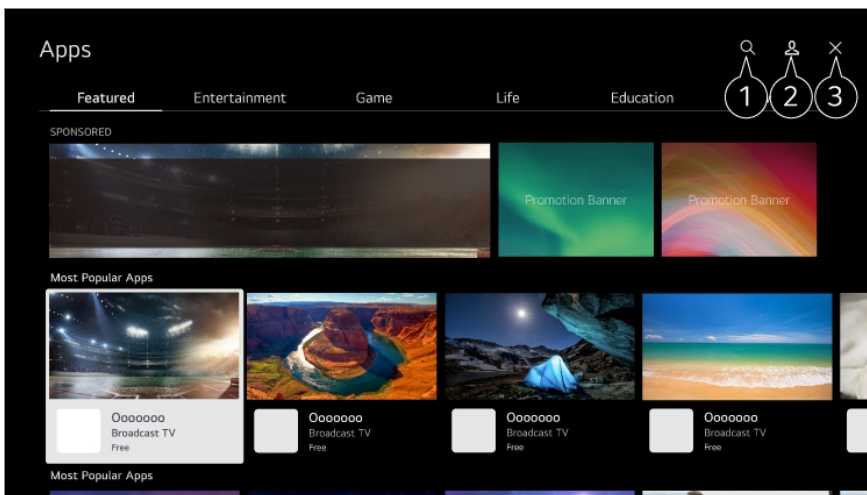 Apps
Featured Entertainment Game Life Education
1 2 3
SPONSORED
Promotion Banner Promotion Banner
Most Popular Apps
Ooooooo Ooooooo Ooooooo Ooooooo
Broadcast TV Broadcast TV Broadcast TV Broadcast TV
Free Free Free Free
Most Popular Apps